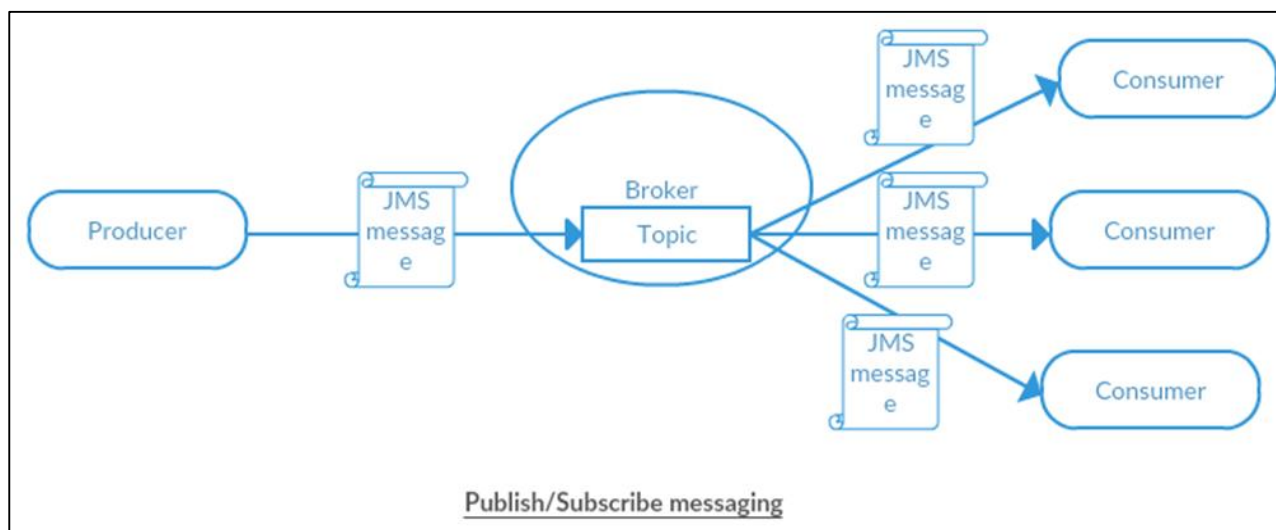 JMS
messag
e
Consumer
Producer
JMS
messag
e
Broker
Topic
JMS
messag
e
Consumer
JMS
messag
e
Consumer
Publish/Subscribe messaging